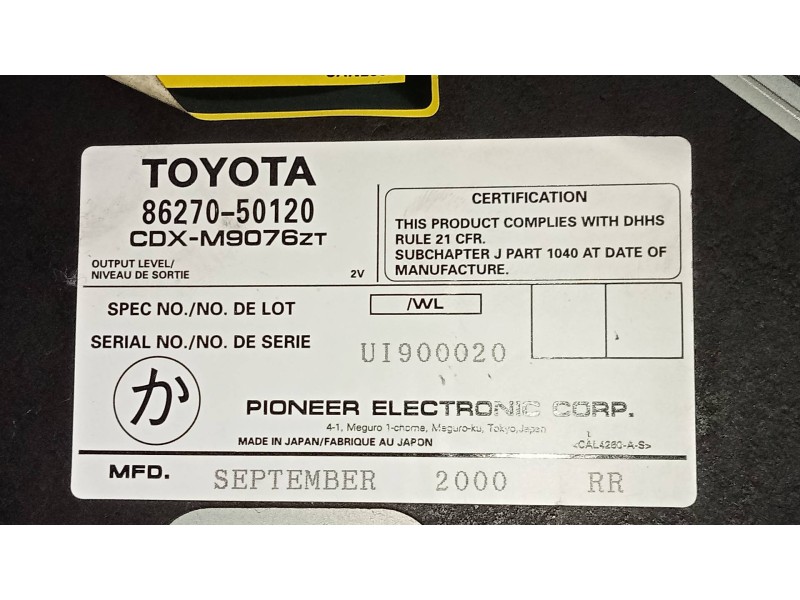 TOYOTA
86270-50120
CDX-M9076ZT
OUTPUT LEVEL/
NIVEAU DE SORTIE 2V
CERTIFICATION
THIS PRODUCT COMPLIES WITH DHHS
RULE 21 CFR.
SUBCHAPTER J PART 1040 AT DATE OF
MANUFACTURE.
SPEC NO./NO. DE LOT /WL
SERIAL NO./NO. DE SERIE UI900020
か
PIONEER ELECTRONIC CORP.
4-1, Meguro 1-chome, Meguro-ku, Tokyo, Japan
MADE IN JAPAN/FABRIQUE AU JAPON <CAL4260-A-S>
MFD. SEPTEMBER 2000 RR